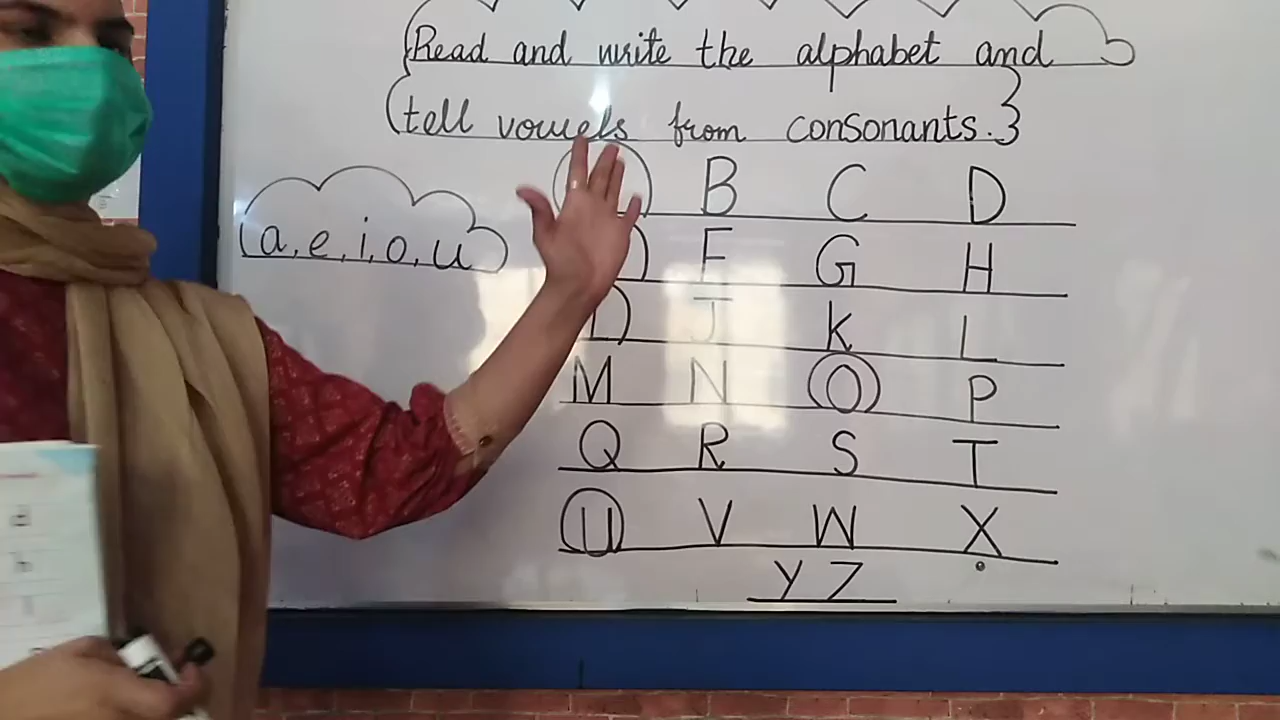 Read and write the alphabet and
tell vowels from consonants.
a, e, i, o, u
B C D
F G H
I J K L
M N O P
Q R S T
U V W X
Y Z